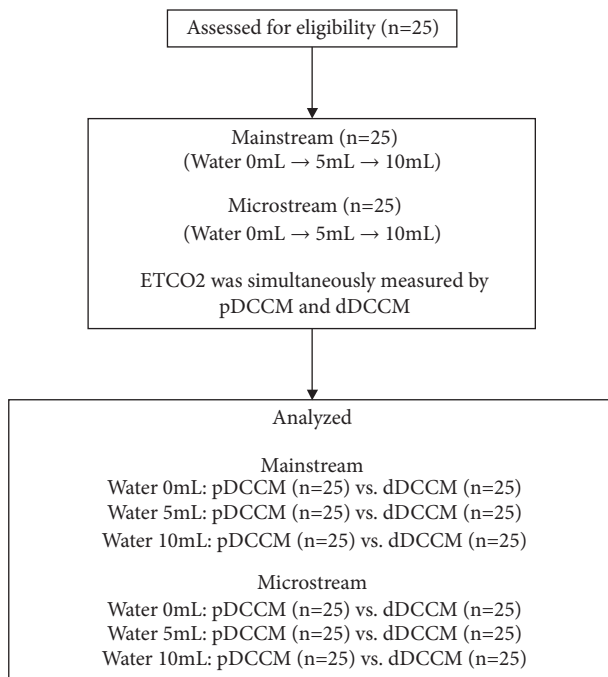 Assessed for eligibility (n=25)
Mainstream (n=25)
(Water 0mL → 5mL → 10mL)
Microstream (n=25)
(Water 0mL → 5mL → 10mL)
ETCO2 was simultaneously measured by
pDCCM and dDCCM
Analyzed
Mainstream
Water 0mL: pDCCM (n=25) vs. dDCCM (n=25)
Water 5mL: pDCCM (n=25) vs. dDCCM (n=25)
Water 10mL: pDCCM (n=25) vs. dDCCM (n=25)
Microstream
Water 0mL: pDCCM (n=25) vs. dDCCM (n=25)
Water 5mL: pDCCM (n=25) vs. dDCCM (n=25)
Water 10mL: pDCCM (n=25) vs. dDCCM (n=25)